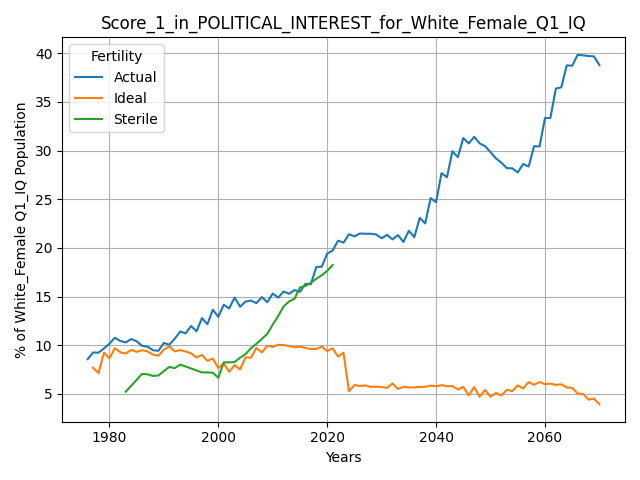 Score_1_in_POLITICAL_INTEREST_for_White_Female_Q1_IQ
% of White_Female Q1_IQ Population
40
35
30
25
20
15
10
5
Fertility
Actual
Ideal
Sterile
1980 2000 2020 2040 2060
Years